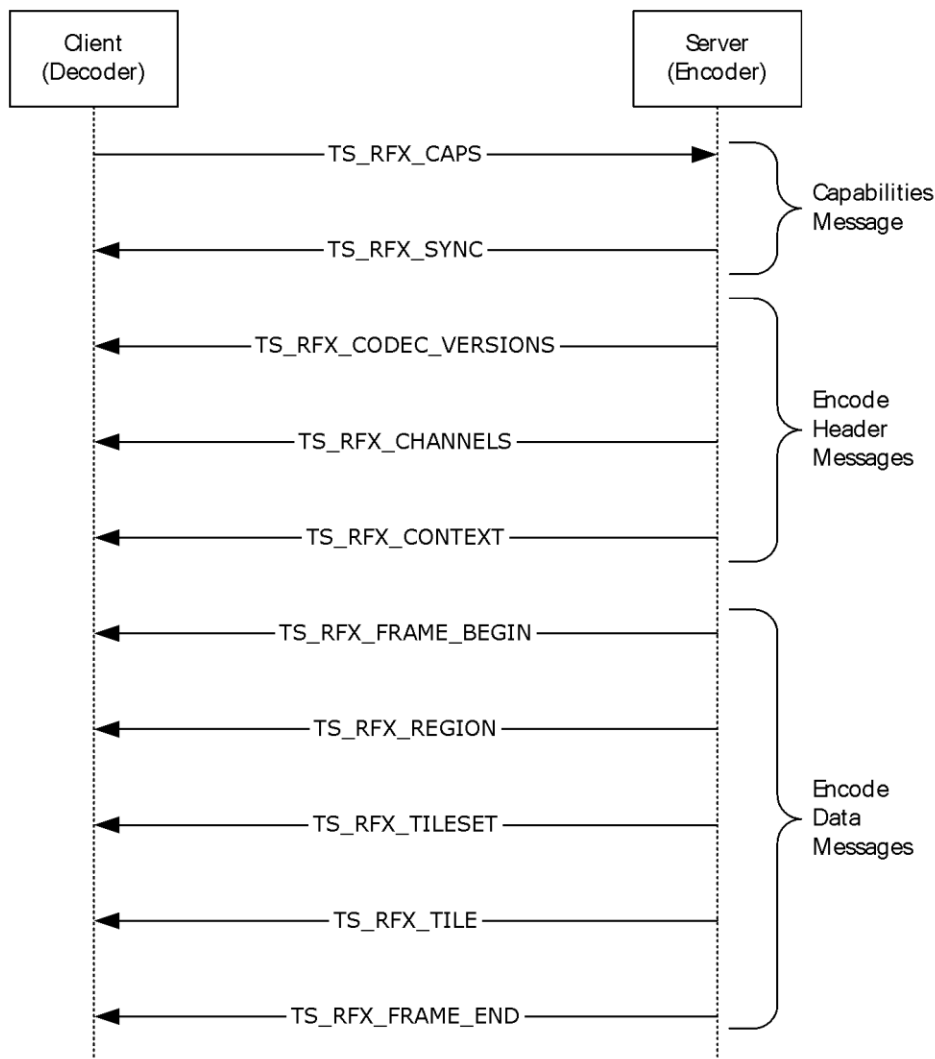 Client
(Decoder)
Server
(Encoder)
TS_RFX_CAPS
Capabilities
Message
TS_RFX_SYNC
TS_RFX_CODEC_VERSIONS
Encode
Header
Messages
TS_RFX_CHANNELS
TS_RFX_CONTEXT
TS_RFX_FRAME_BEGIN
TS_RFX_REGION
Encode
Data
Messages
TS_RFX_TILESET
TS_RFX_TILE
TS_RFX_FRAME_END